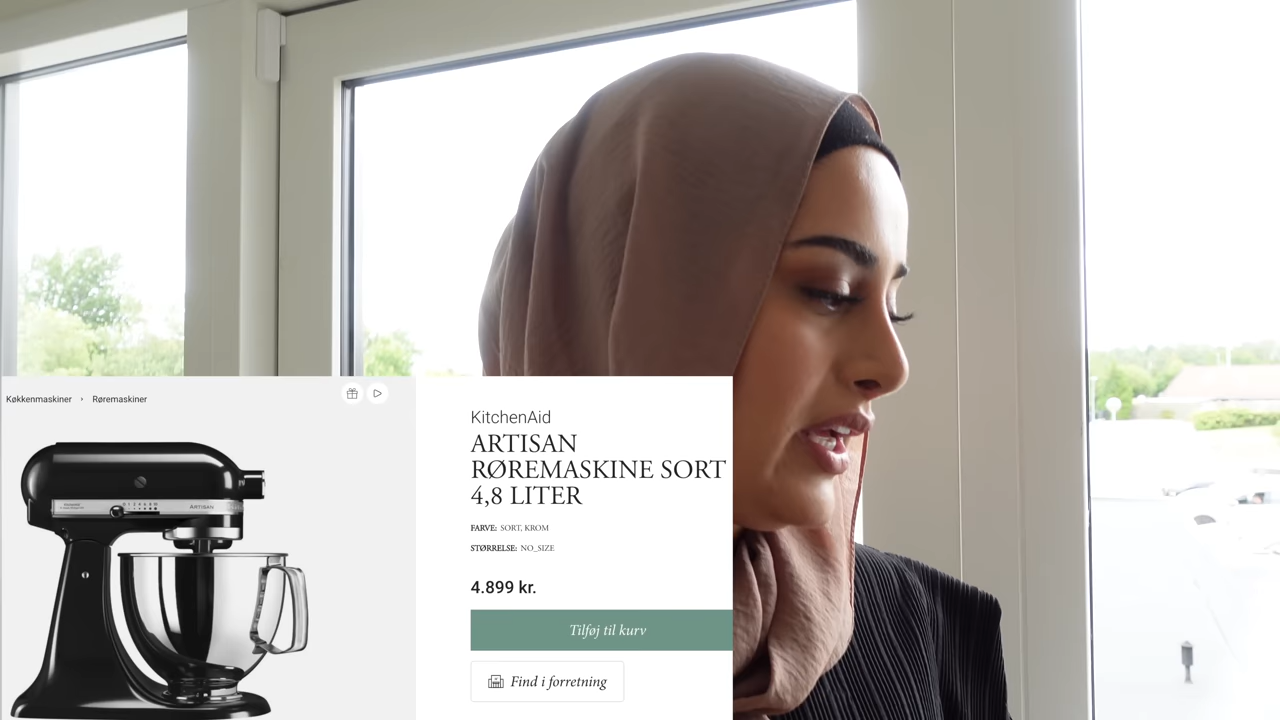 Køkkenmaskiner › Røremaskiner
ARTISAN
KitchenAid
ARTISAN
RØREMASKINE SORT
4,8 LITER
FARVE: SORT, KROM
STØRRELSE: NO_SIZE
4.899 kr.
Tilføj til kurv
Find i forretning